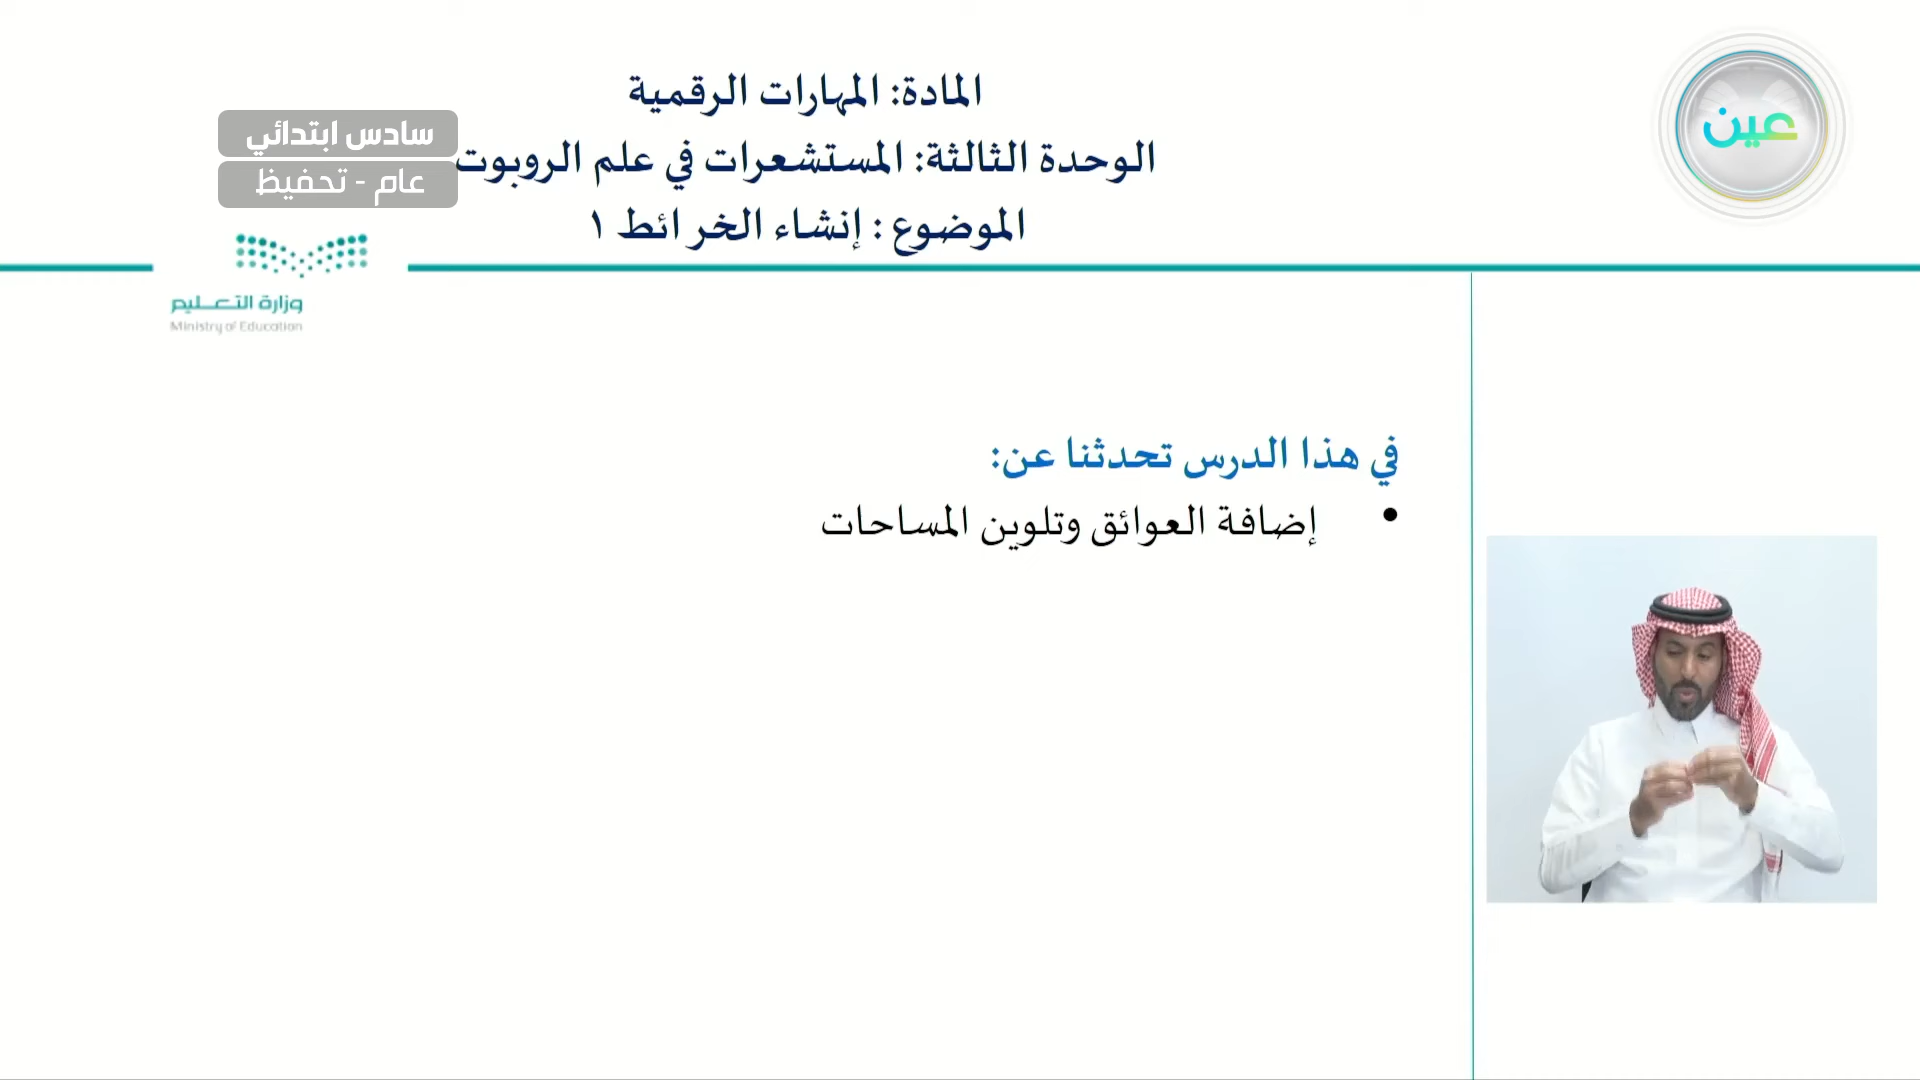 المادة: المهارات الرقمية
الوحدة الثالثة: المستشعرات في علم الروبوت
الموضوع : إنشاء الخرائط ١
عين
سادس ابتدائي
عام - تحفيظ
وزارة التعليم
Ministry of Education
في هذا الدرس تحدثنا عن:
• إضافة العوائق وتلوين المساحات